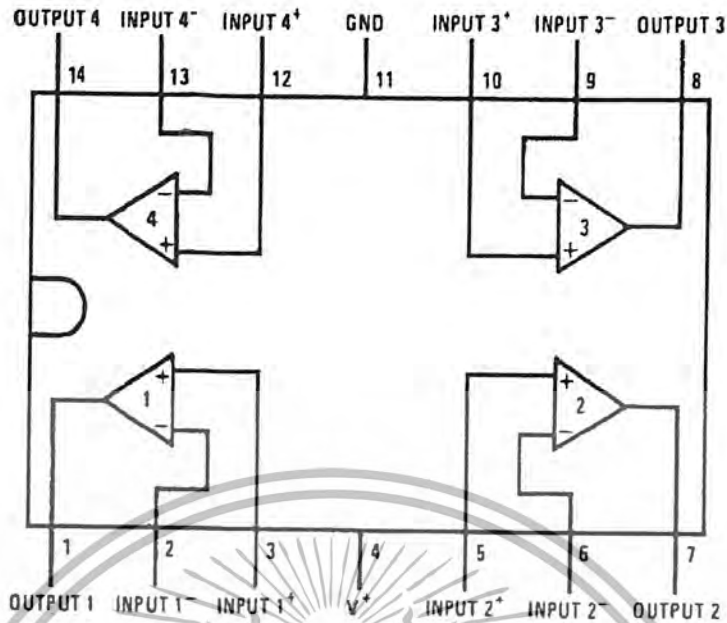 OUTPUT 4 INPUT 4⁻ INPUT 4⁺ GND INPUT 3⁺ INPUT 3⁻ OUTPUT 3
14 13 12 11 10 9 8
− −
4 3
+ +
+ +
1 2
− −
1 2 3 4 5 6 7
OUTPUT 1 INPUT 1⁻ INPUT 1⁺ V⁺ INPUT 2⁺ INPUT 2⁻ OUTPUT 2